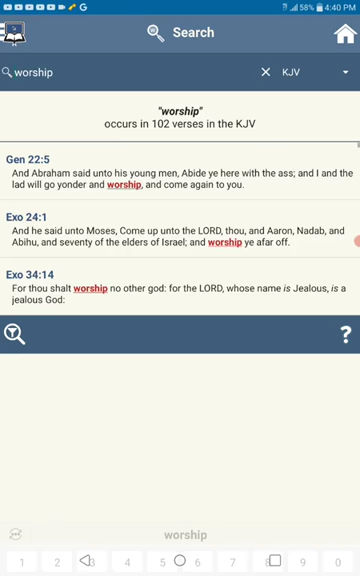 58% 4:40 PM
Search
worship KJV
"worship"
occurs in 102 verses in the KJV
Gen 22:5
And Abraham said unto his young men, Abide ye here with the ass; and I and the
lad will go yonder and worship, and come again to you.
Exo 24:1
And he said unto Moses, Come up unto the LORD, thou, and Aaron, Nadab, and
Abihu, and seventy of the elders of Israel; and worship ye afar off.
Exo 34:14
For thou shalt worship no other god: for the LORD, whose name is Jealous, is a
jealous God:
?
worship
1 2 3 4 5 6 7 8 9 0